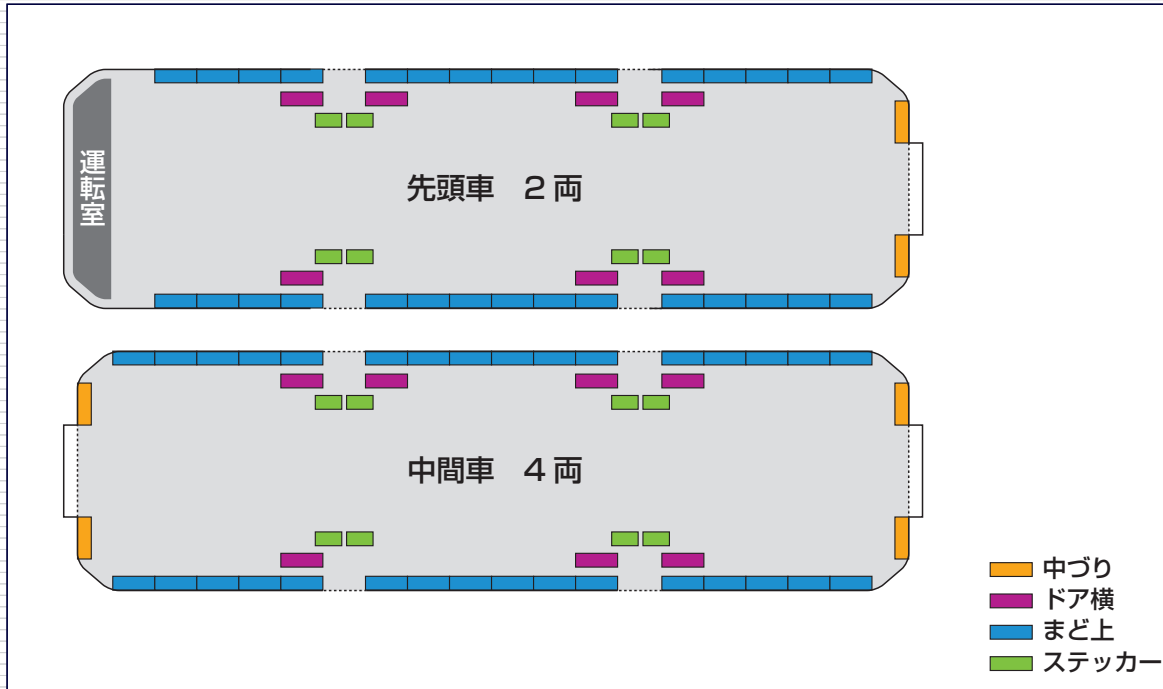 運転室
先頭車　2両
中間車　4両
中づり
ドア横
まど上
ステッカー